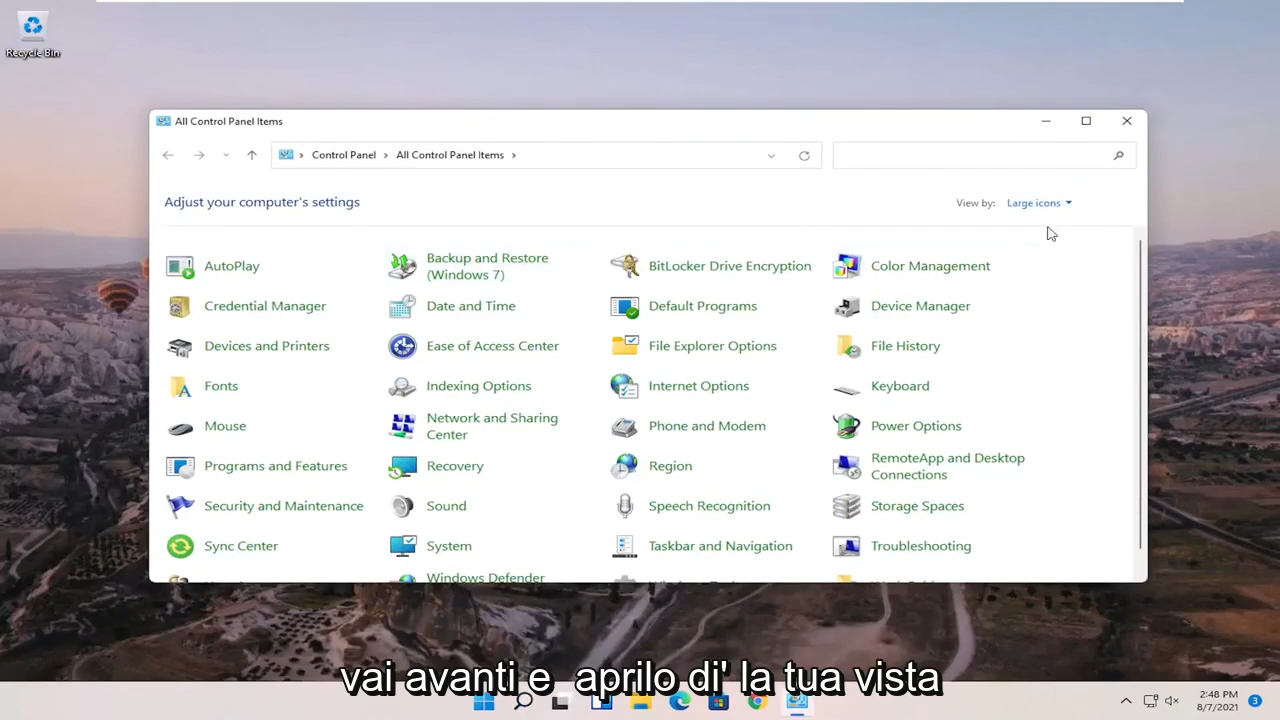 Recycle Bin
All Control Panel Items
Control Panel
All Control Panel Items
Adjust your computer's settings
View by: Large icons
AutoPlay
Backup and Restore
(Windows 7)
BitLocker Drive Encryption
Color Management
Credential Manager
Date and Time
Default Programs
Device Manager
Devices and Printers
Ease of Access Center
File Explorer Options
File History
Fonts
Indexing Options
Internet Options
Keyboard
Mouse
Network and Sharing
Center
Phone and Modem
Power Options
Programs and Features
Recovery
Region
RemoteApp and Desktop
Connections
Security and Maintenance
Sound
Speech Recognition
Storage Spaces
Sync Center
System
Taskbar and Navigation
Troubleshooting
Windows Defender
vai avanti e aprilo di' la tua vista
2:48 PM
8/7/2021
3